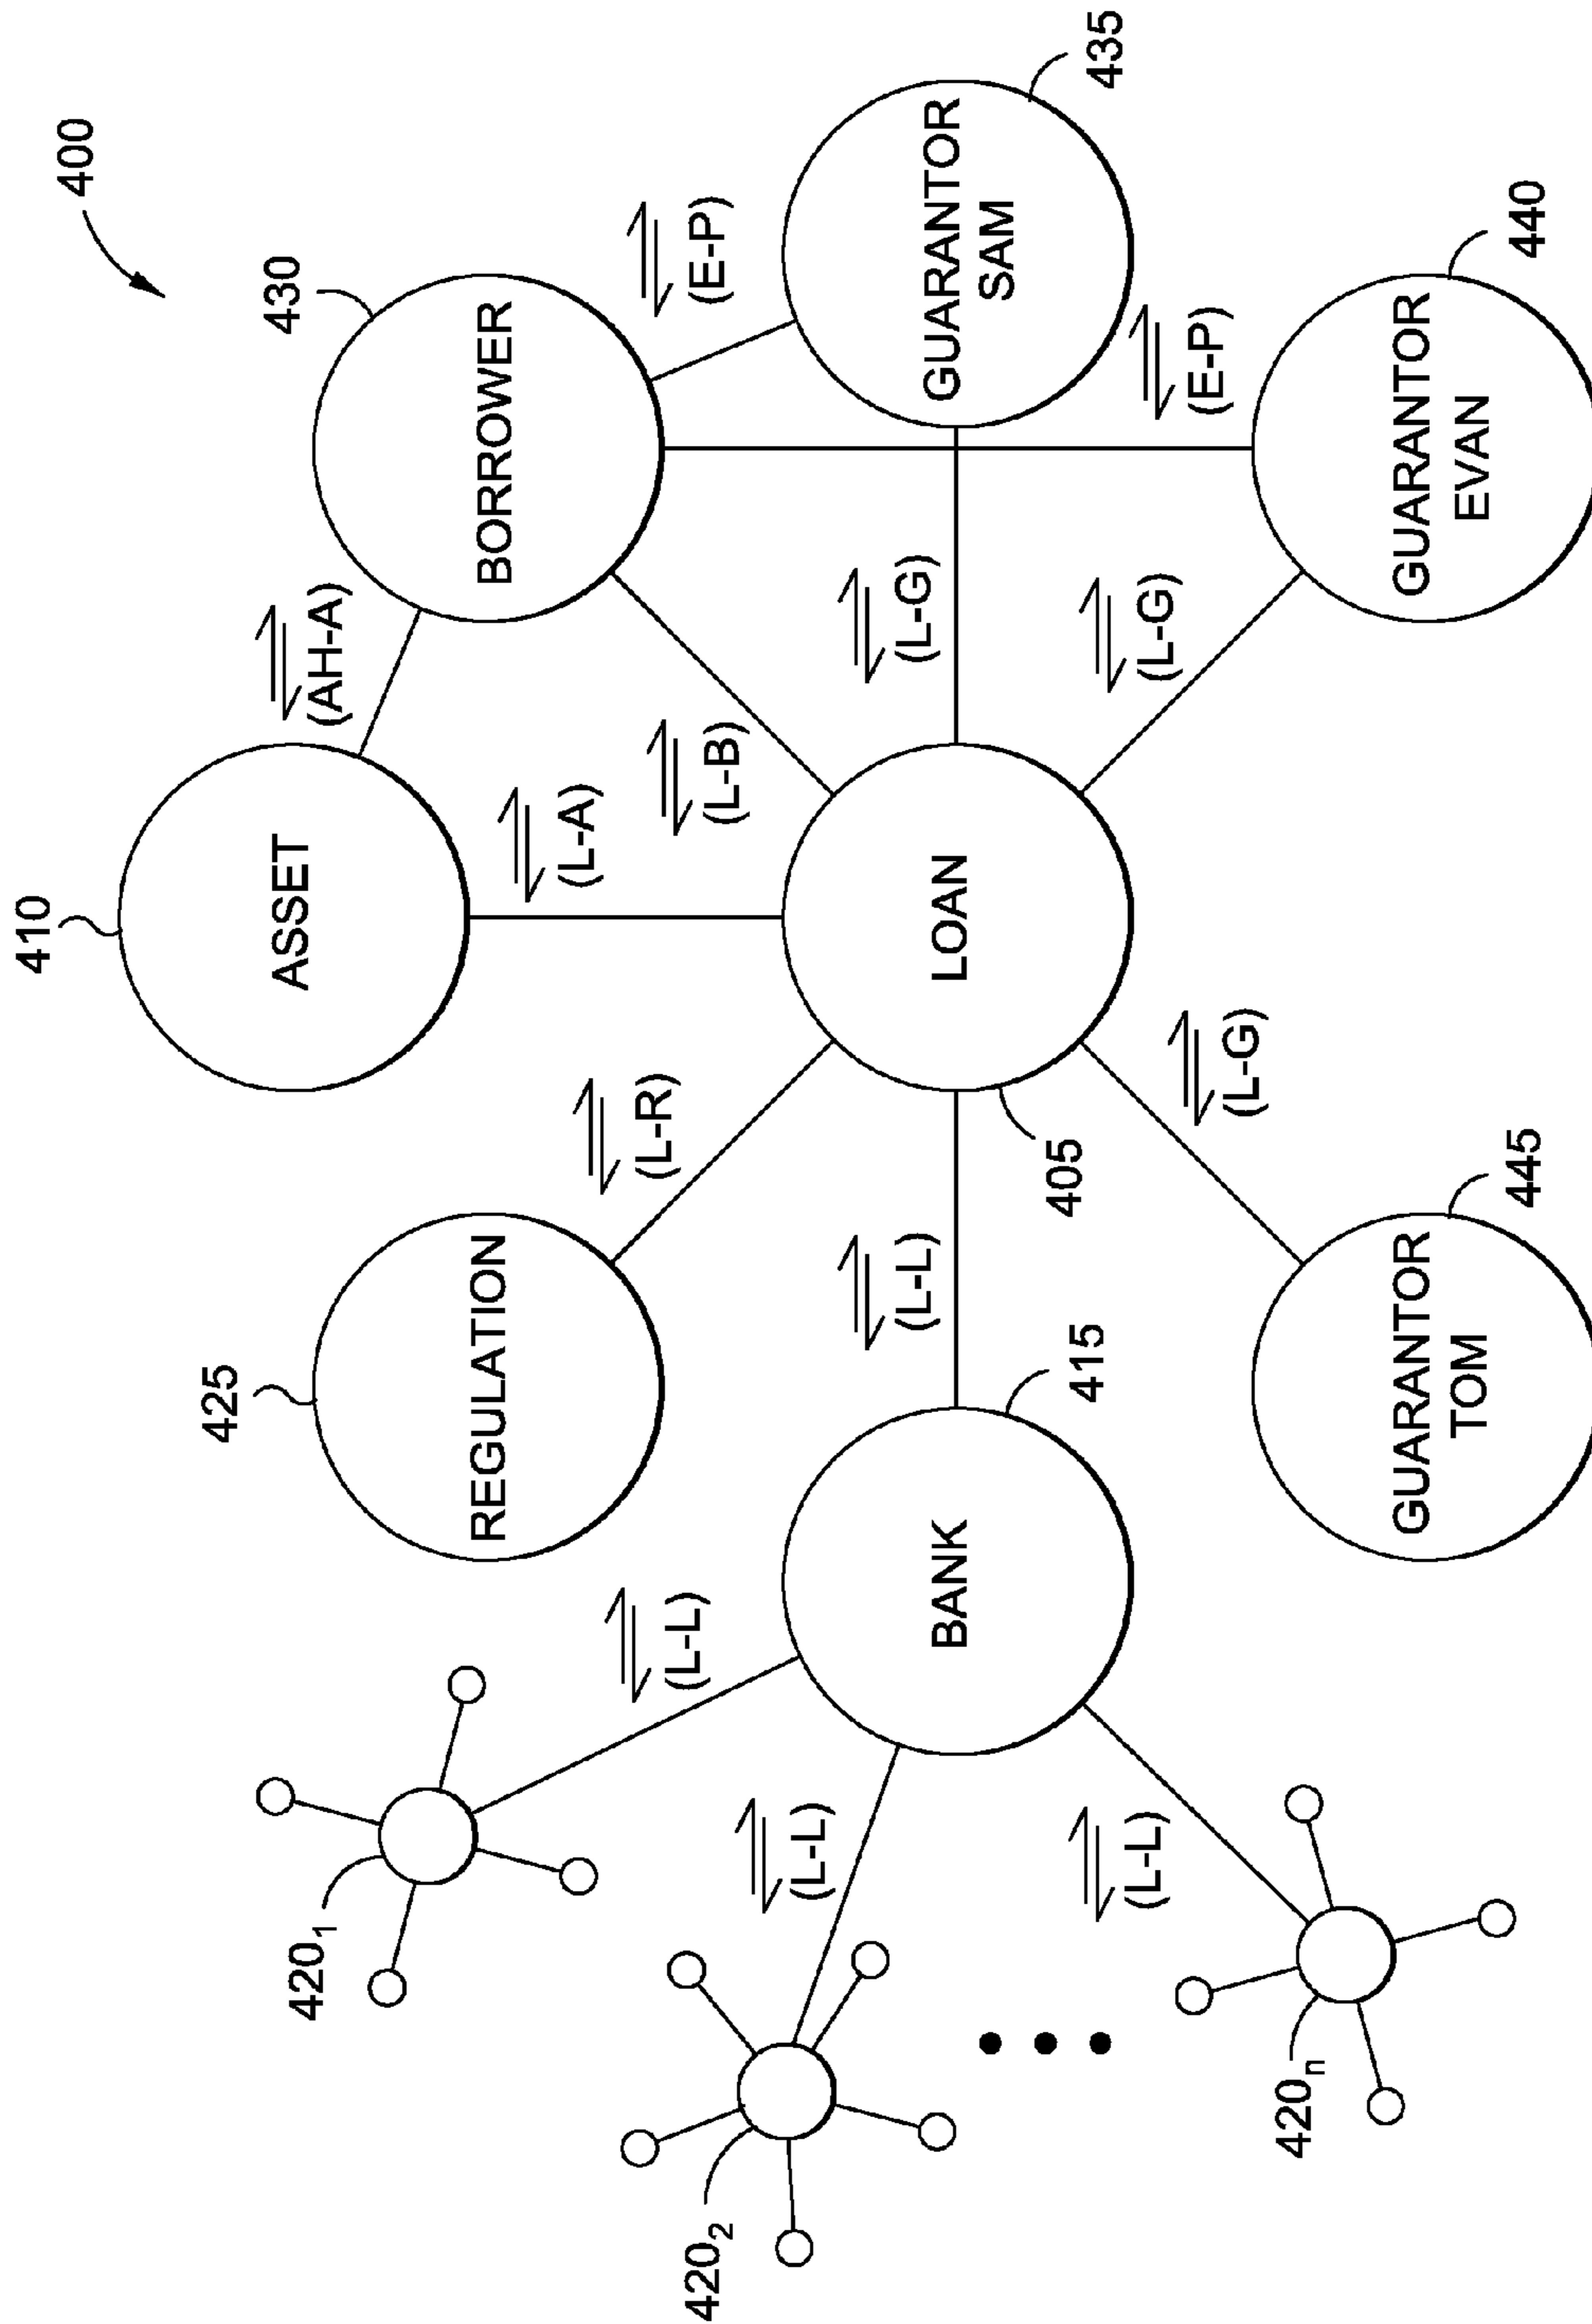 400
410
ASSET
(AH-A)
430
BORROWER
(E-P)
425
REGULATION
(L-R)
(L-A)
(L-B)
420₁
(L-L)
420₂
(L-L)
BANK
415
(L-L)
LOAN
405
(L-G)
GUARANTOR
SAM
435
(L-L)
420ₙ
GUARANTOR
TOM
445
(L-G)
(L-G)
(E-P)
GUARANTOR
EVAN
440